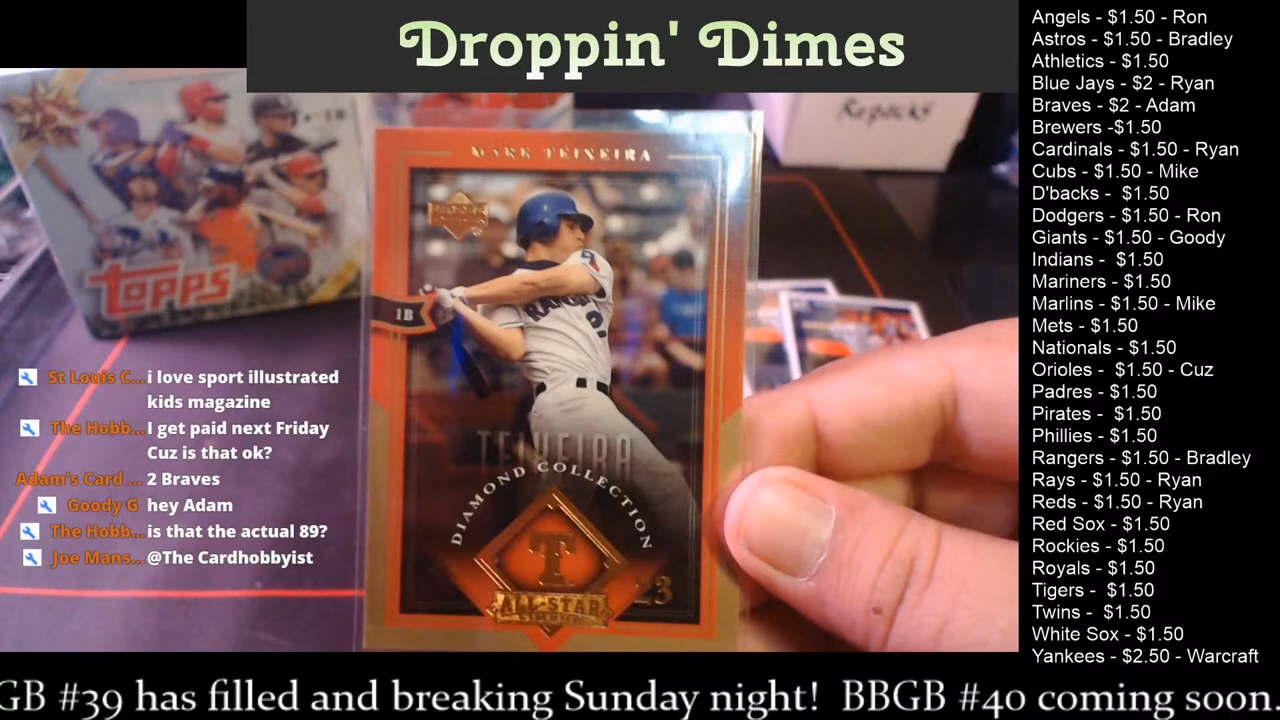 Droppin' Dimes
Repacks
MARK TEIXEIRA
UPPER DECK
1B
RANGERS
TEIXEIRA
DIAMOND COLLECTION
T
ALL-STAR
23
topps
St Louis C... i love sport illustrated
kids magazine
The Hobb... I get paid next Friday
Cuz is that ok?
Adam's Card ... 2 Braves
Goody G hey Adam
The Hobb... is that the actual 89?
Joe Mans... @The Cardhobbyist
Angels - $1.50 - Ron
Astros - $1.50 - Bradley
Athletics - $1.50
Blue Jays - $2 - Ryan
Braves - $2 - Adam
Brewers -$1.50
Cardinals - $1.50 - Ryan
Cubs - $1.50 - Mike
D'backs - $1.50
Dodgers - $1.50 - Ron
Giants - $1.50 - Goody
Indians - $1.50
Mariners - $1.50
Marlins - $1.50 - Mike
Mets - $1.50
Nationals - $1.50
Orioles - $1.50 - Cuz
Padres - $1.50
Pirates - $1.50
Phillies - $1.50
Rangers - $1.50 - Bradley
Rays - $1.50 - Ryan
Reds - $1.50 - Ryan
Red Sox - $1.50
Rockies - $1.50
Royals - $1.50
Tigers - $1.50
Twins - $1.50
White Sox - $1.50
Yankees - $2.50 - Warcraft
GB #39 has filled and breaking Sunday night! BBGB #40 coming soon.